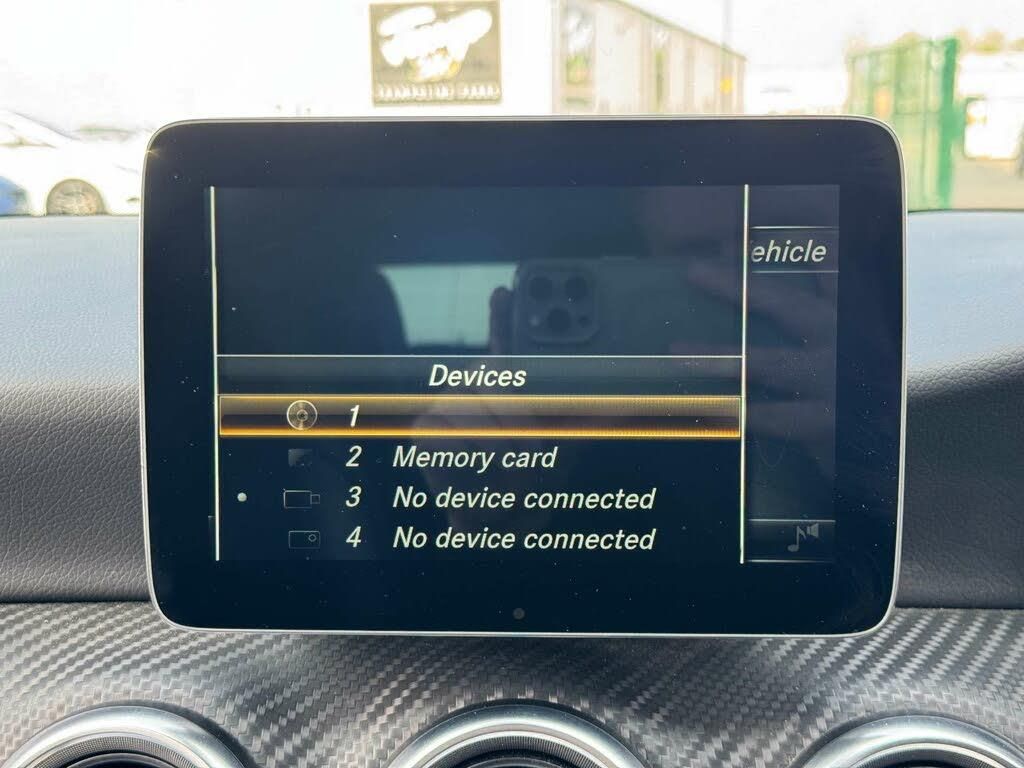 ehicle
Devices
1
2 Memory card
3 No device connected
4 No device connected